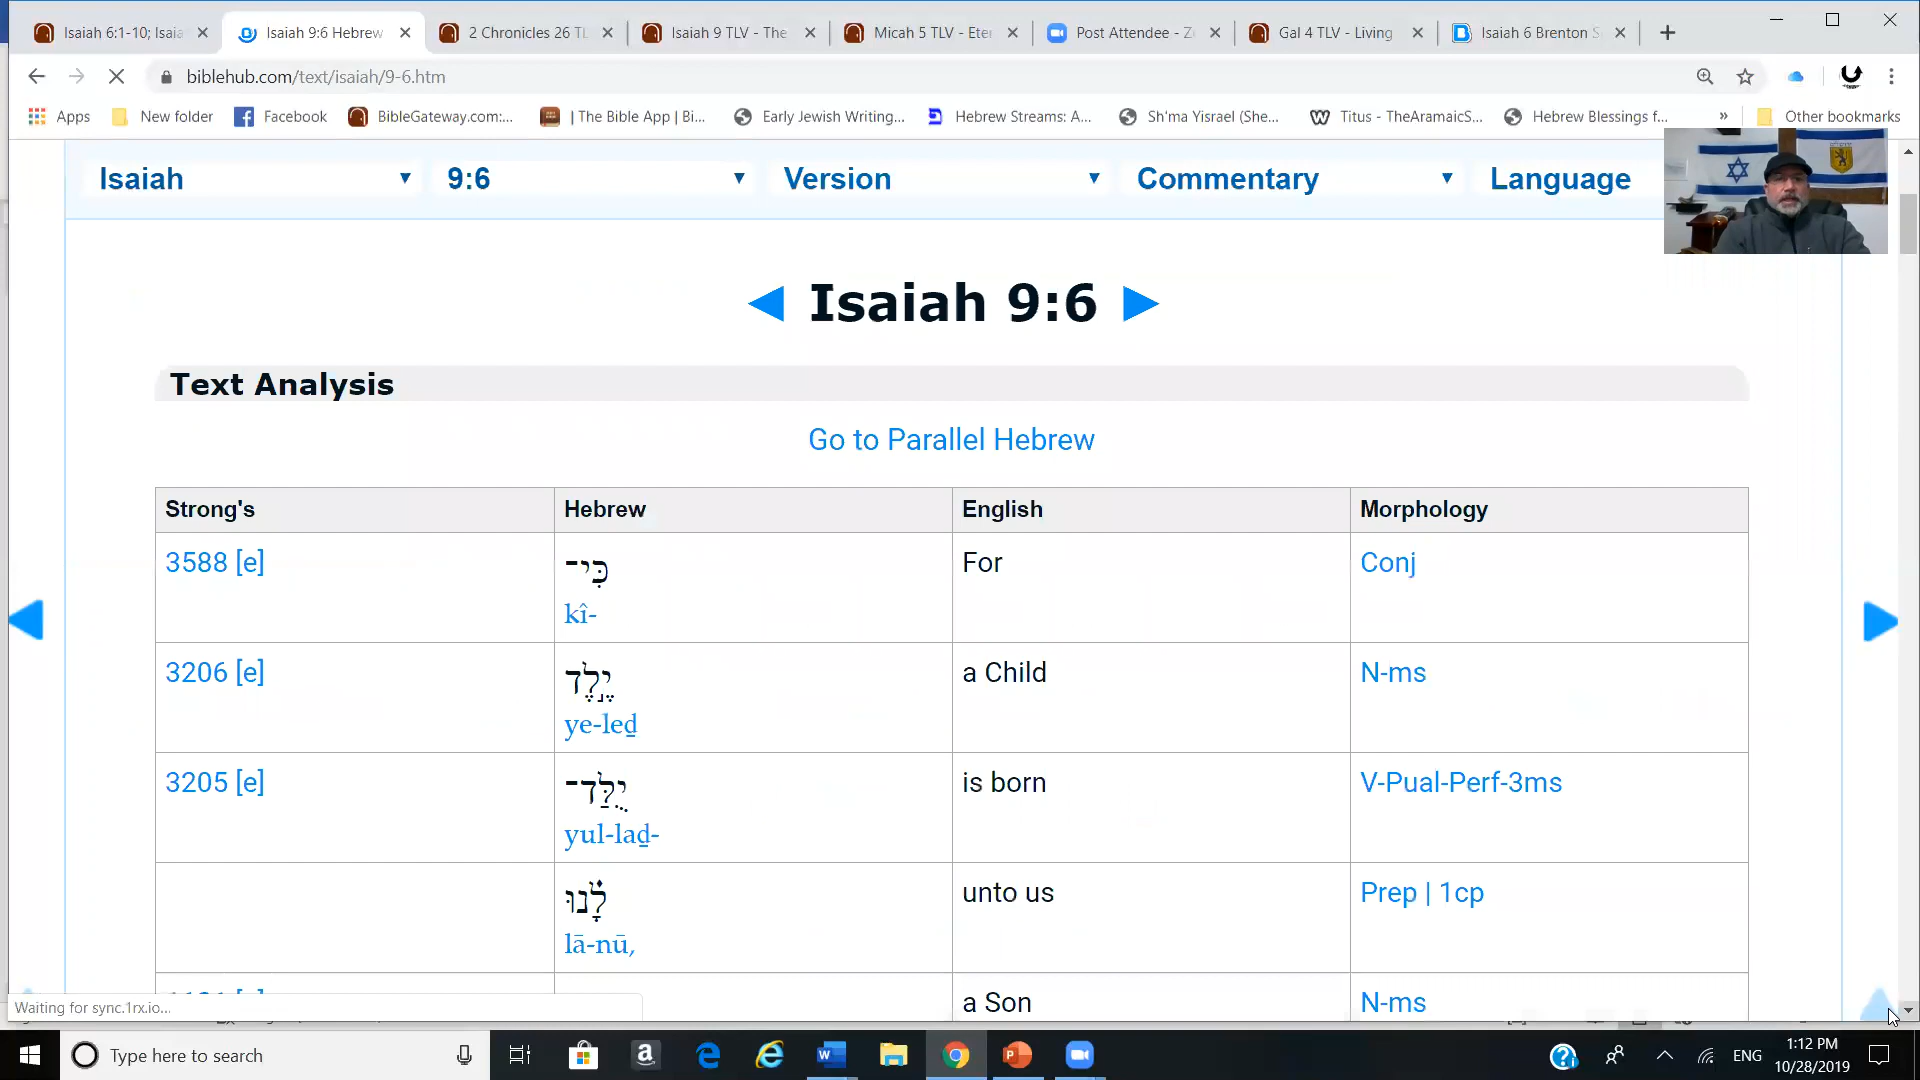 Isaiah 6:1-10; Isaia
Isaiah 9:6 Hebrew
2 Chronicles 26 TL
Isaiah 9 TLV - The
Micah 5 TLV - Eter
Post Attendee - Z
Gal 4 TLV - Living
Isaiah 6 Brenton S
biblehub.com/text/isaiah/9-6.htm
Apps
New folder
Facebook
BibleGateway.com:...
| The Bible App | Bi...
Early Jewish Writing...
Hebrew Streams: A...
Sh'ma Yisrael (She...
Titus - TheAramaicS...
Hebrew Blessings f...
»
Other bookmarks
Isaiah
9:6
Version
Commentary
Language
Isaiah 9:6
Text Analysis
Go to Parallel Hebrew
Strong's Hebrew English Morphology
3588 [e] כִּי־ For Conj
kî-
3206 [e] יֶ֣לֶד a Child N-ms
ye-leḏ
3205 [e] יֻלַּד־ is born V-Pual-Perf-3ms
yul-laḏ-
לָ֗נוּ unto us Prep | 1cp
lā-nū,
a Son N-ms
Waiting for sync.1rx.io...
Type here to search
ENG
1:12 PM
10/28/2019